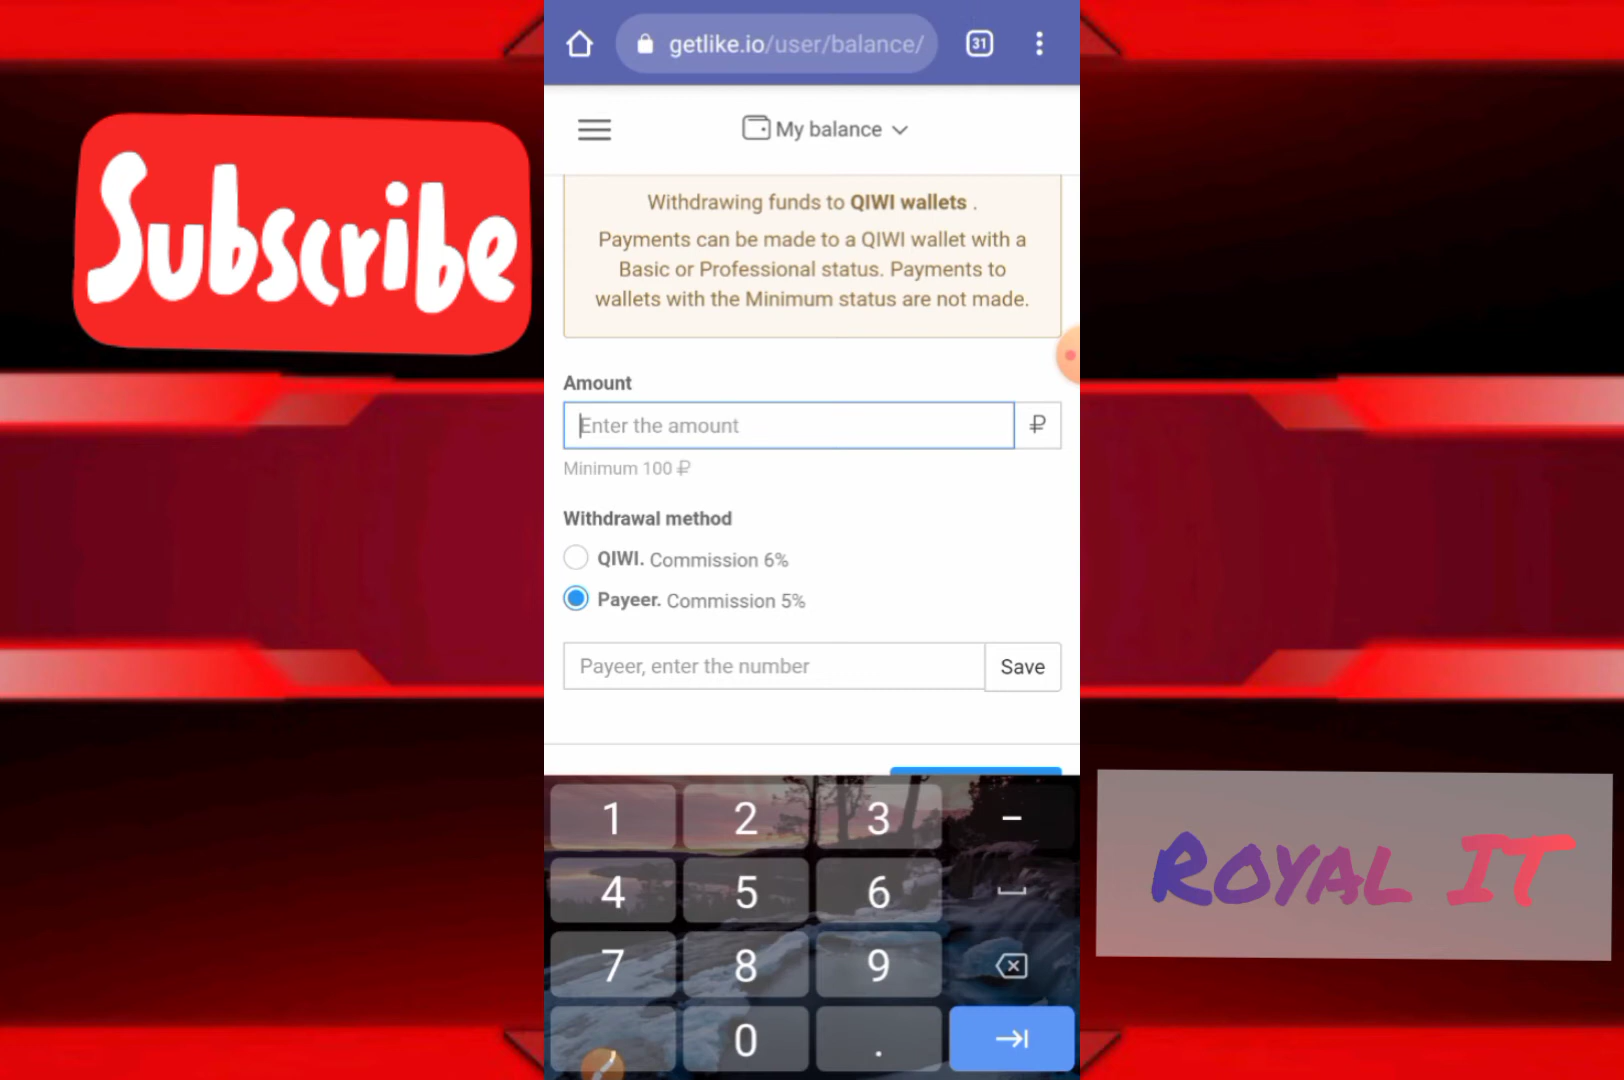 Subscribe
getlike.io/user/balance/
31
My balance
Withdrawing funds to QIWI wallets .
Payments can be made to a QIWI wallet with a
Basic or Professional status. Payments to
wallets with the Minimum status are not made.
Amount
Enter the amount
₽
Minimum 100 ₽
Withdrawal method
QIWI. Commission 6%
Payeer. Commission 5%
Payeer, enter the number
Save
1 2 3 –
4 5 6
7 8 9
, 0 .
ROYAL IT